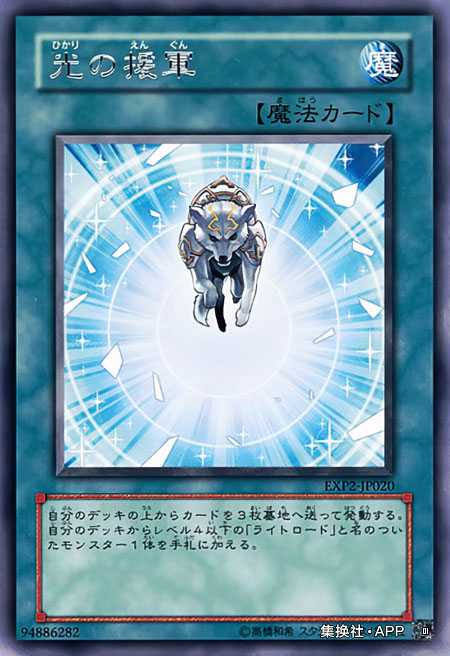 ひかり えん ぐん
光の援軍
魔
ま ほう
【魔法カード】
EXP2-JP020
自分のデッキの上からカードを3枚墓地へ送って発動する。
自分のデッキからレベル4以下の「ライトロード」と名のつい
たモンスター1体を手札に加える。
94886282
©高橋和希 スタ
集英社・APP